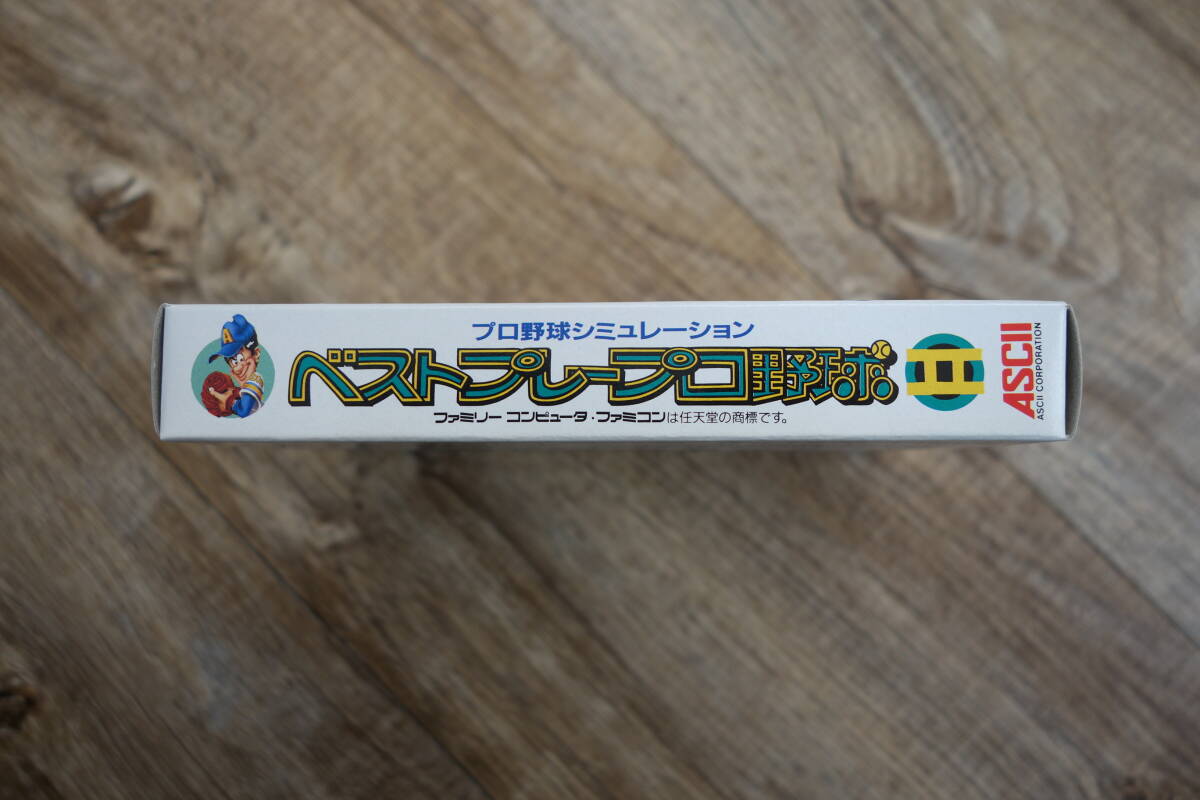 プロ野球シミュレーション
ベストプレープロ野球 II
ファミリー コンピュータ・ファミコンは任天堂の商標です。
A
ASCII
ASCII CORPORATION